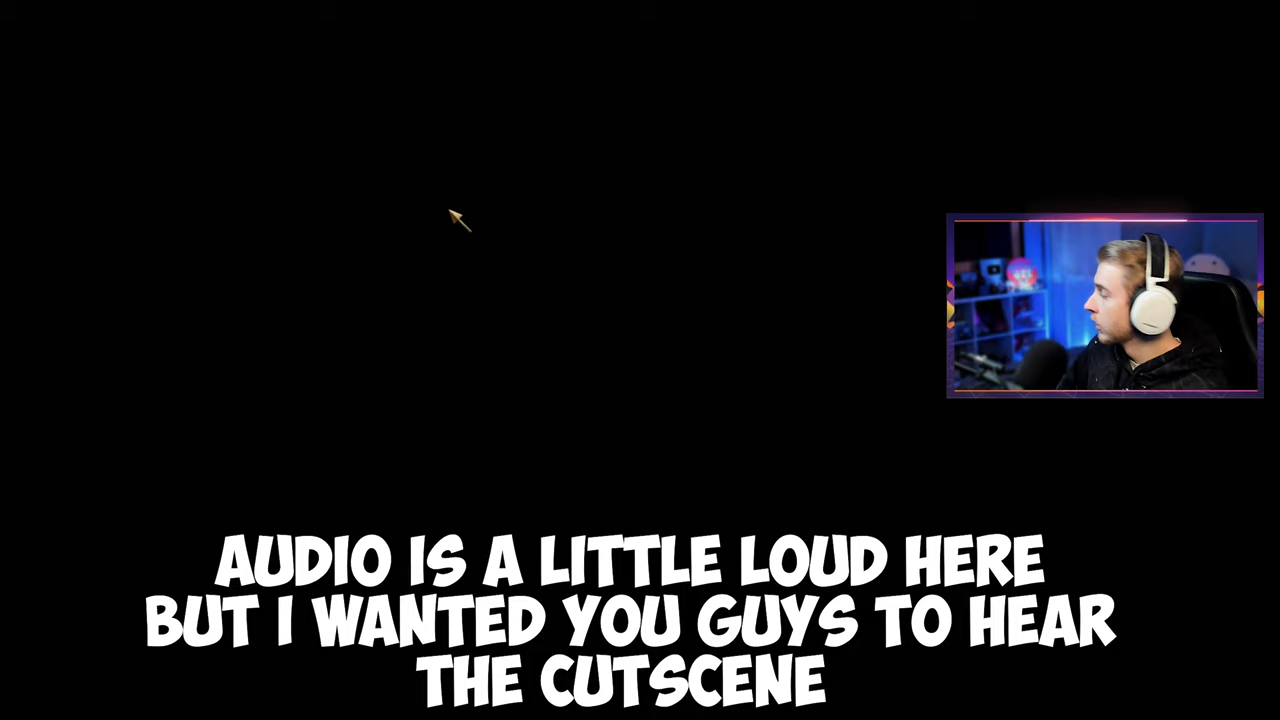 AUDIO IS A LITTLE LOUD HERE
BUT I WANTED YOU GUYS TO HEAR
THE CUTSCENE